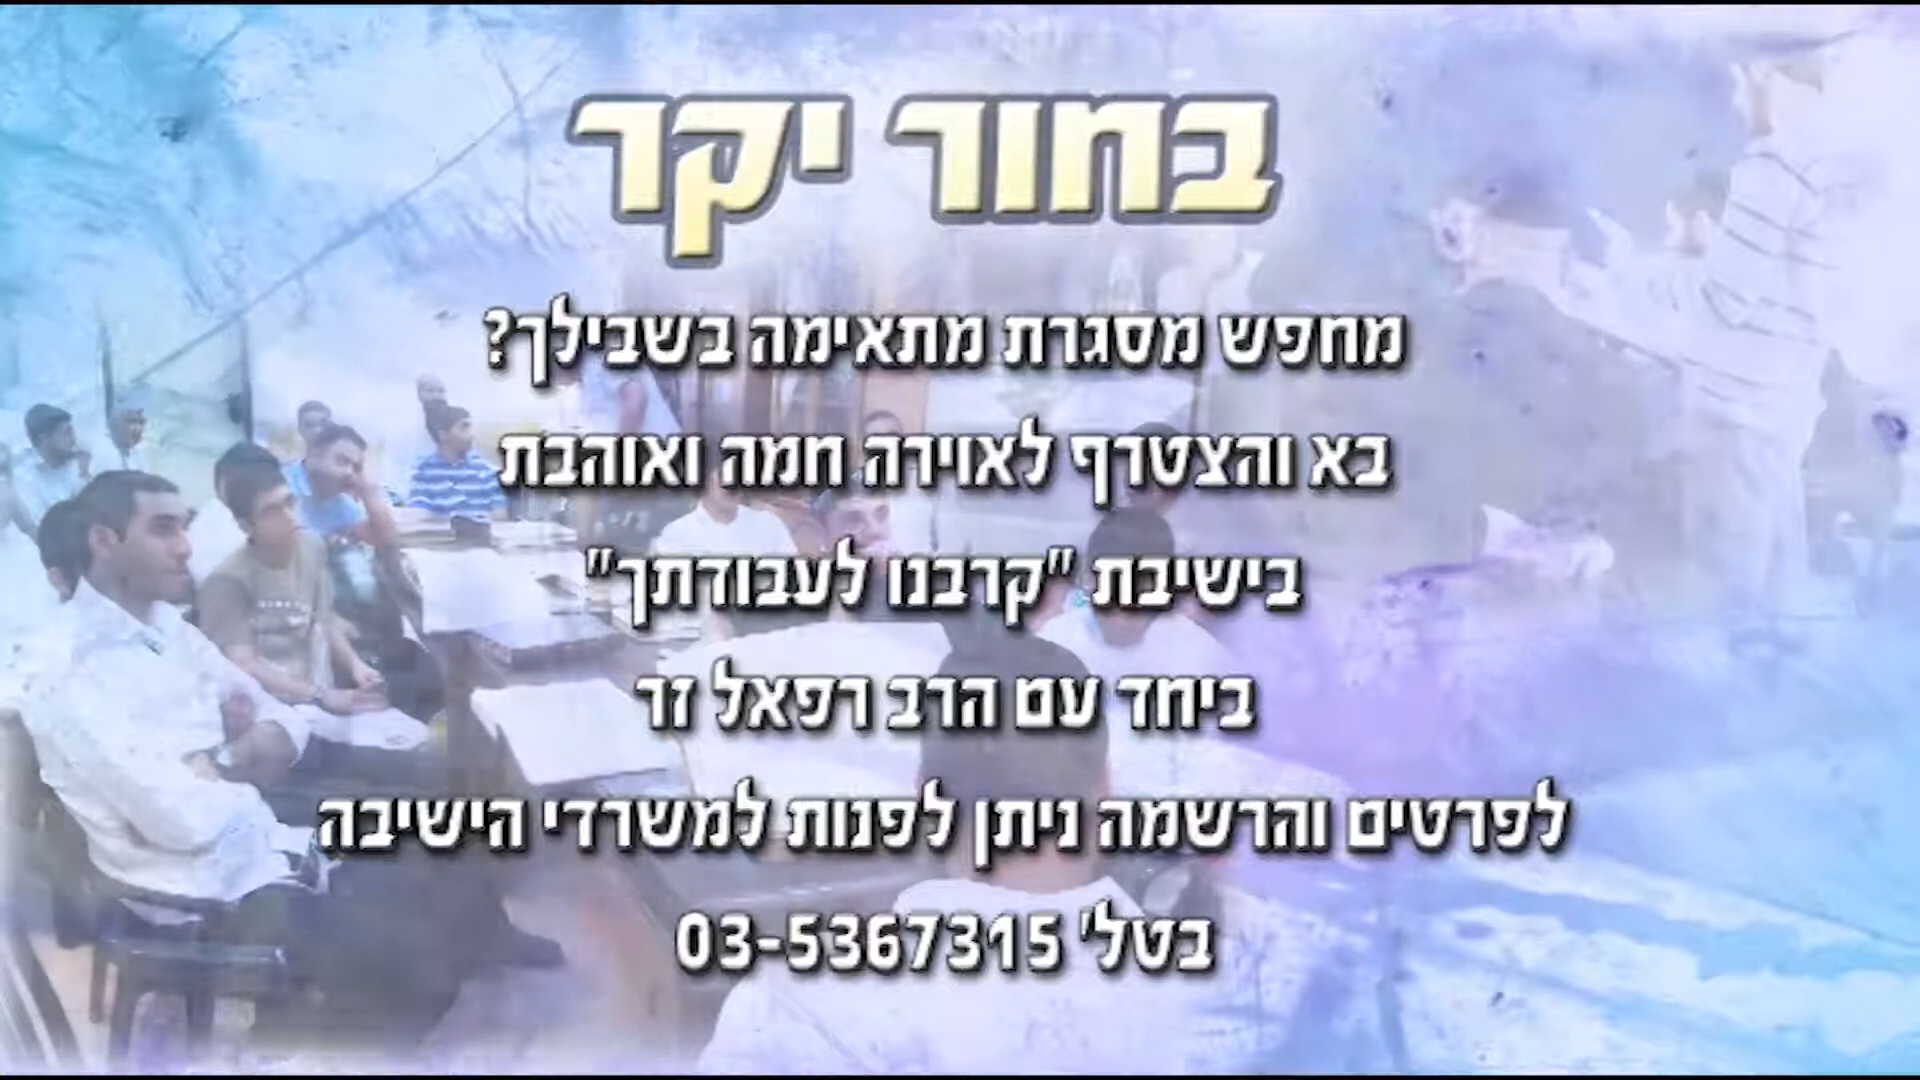 בחור יקר
מחפש מסגרת מתאימה בשבילך?
בא והצטרף לאוירה חמה ואוהבת
בישיבת "קרבנו לעבודתך"
ביחד עם הרב רפאל זר
לפרטים והרשמה ניתן לפנות למשרדי הישיבה
בטל' 03-5367315